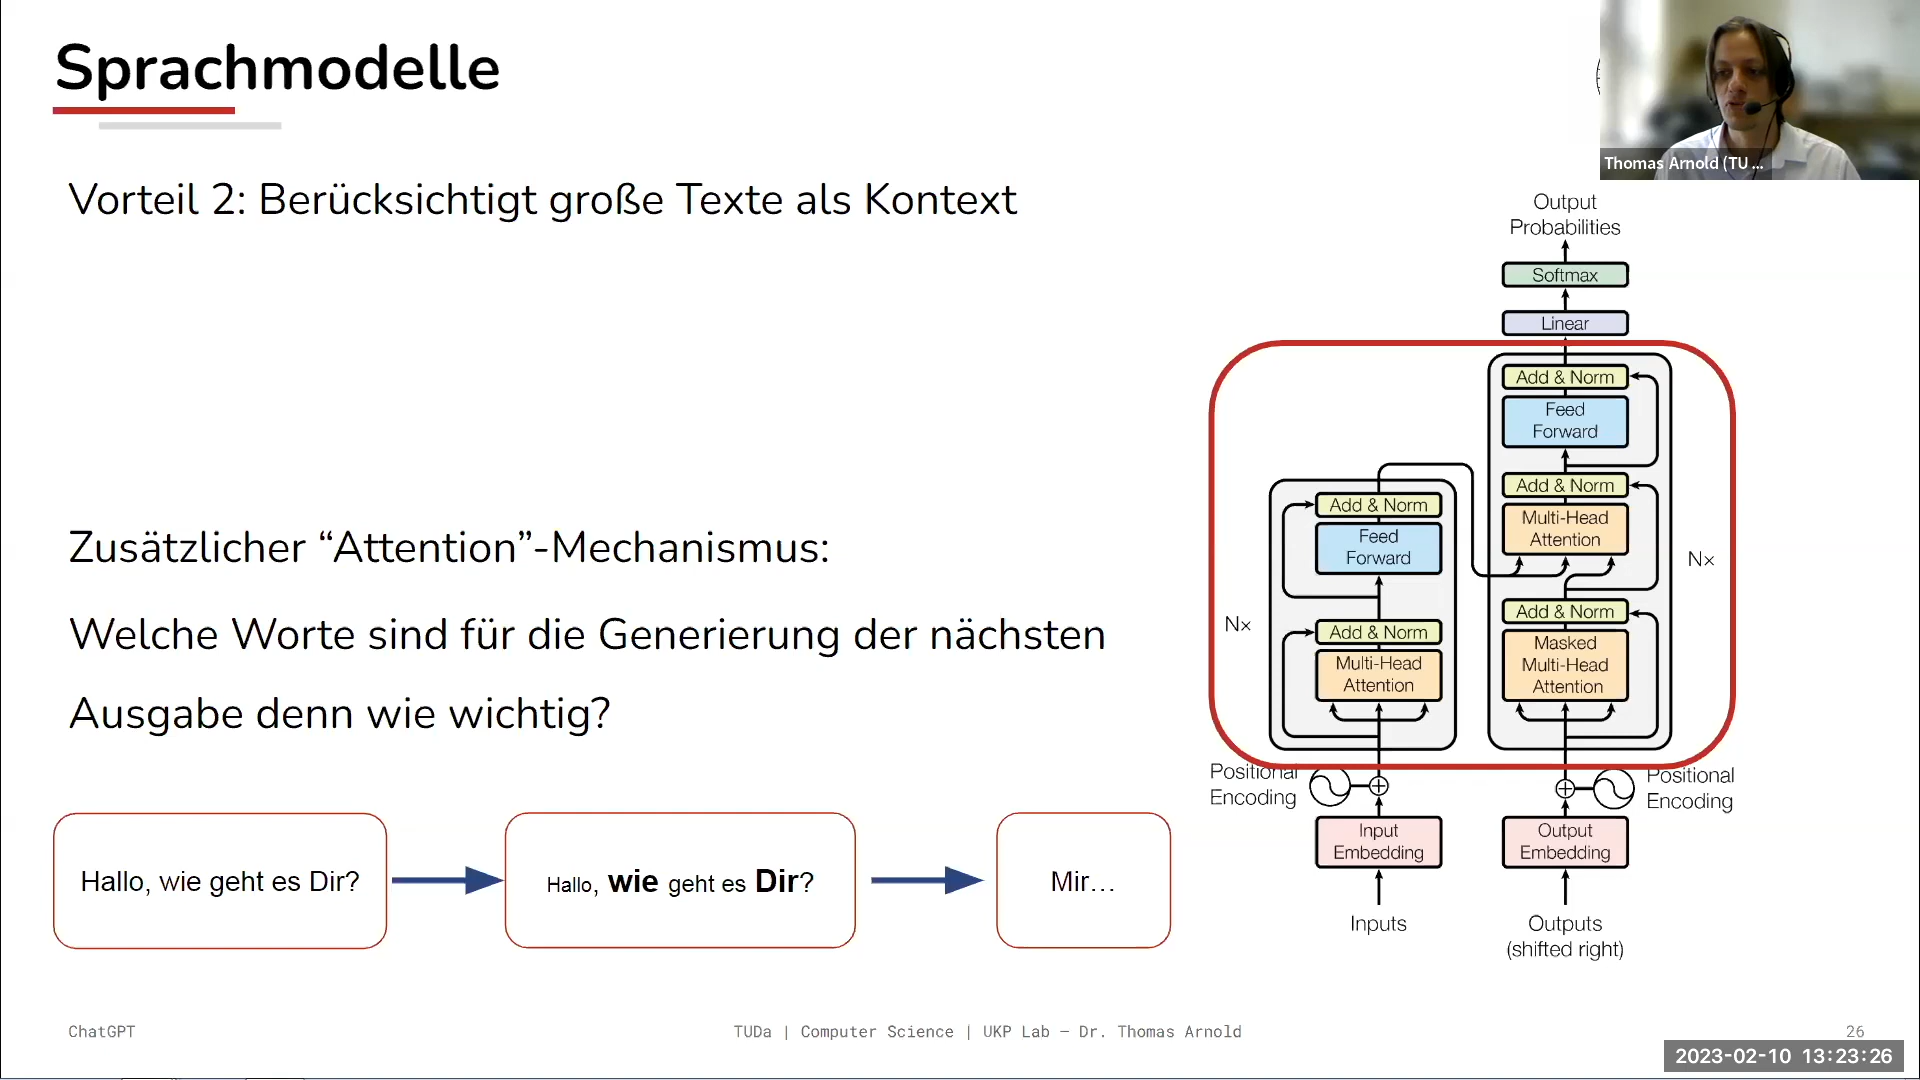 Sprachmodelle
Thomas Arnold (TU ...
Vorteil 2: Berücksichtigt große Texte als Kontext
Zusätzlicher “Attention”-Mechanismus:
Welche Worte sind für die Generierung der nächsten
Ausgabe denn wie wichtig?
Hallo, wie geht es Dir?
Hallo, wie geht es Dir?
Mir...
Output
Probabilities
Softmax
Linear
Add & Norm
Feed
Forward
Add & Norm
Multi-Head
Attention
Nx
Add & Norm
Masked
Multi-Head
Attention
Add & Norm
Feed
Forward
Nx
Add & Norm
Multi-Head
Attention
Positional
Encoding
Positional
Encoding
Input
Embedding
Output
Embedding
Inputs
Outputs
(shifted right)
ChatGPT
TUDa | Computer Science | UKP Lab – Dr. Thomas Arnold
26
2023-02-10 13:23:26